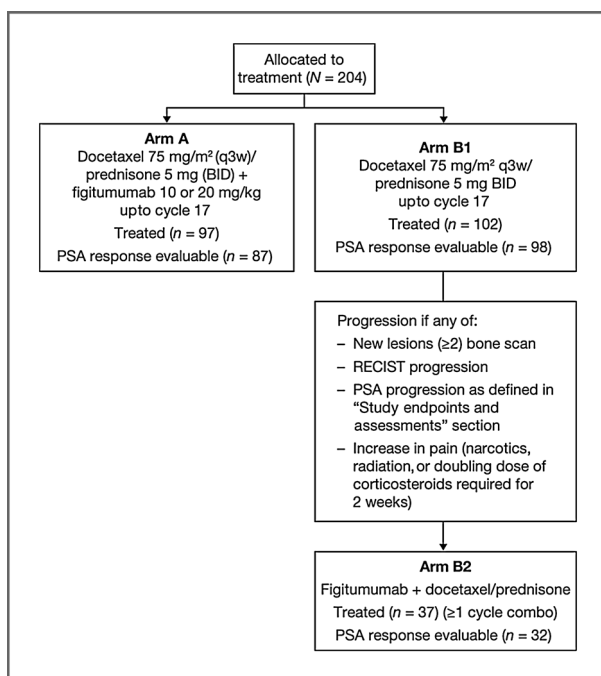 Allocated to
treatment (N = 204)
Arm A
Docetaxel 75 mg/m² (q3w)/
prednisone 5 mg (BID) +
figitumumab 10 or 20 mg/kg
upto cycle 17
Treated (n = 97)
PSA response evaluable (n = 87)
Arm B1
Docetaxel 75 mg/m² q3w/
prednisone 5 mg BID
upto cycle 17
Treated (n = 102)
PSA response evaluable (n = 98)
Progression if any of:
– New lesions (≥2) bone scan
– RECIST progression
– PSA progression as defined in
“Study endpoints and
assessments” section
– Increase in pain (narcotics,
radiation, or doubling dose of
corticosteroids required for
2 weeks)
Arm B2
Figitumumab + docetaxel/prednisone
Treated (n = 37) (≥1 cycle combo)
PSA response evaluable (n = 32)